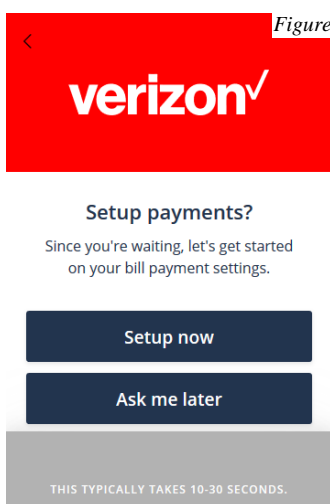 Figure
verizon✓
Setup payments?
Since you're waiting, let's get started
on your bill payment settings.
Setup now
Ask me later
THIS TYPICALLY TAKES 10-30 SECONDS.